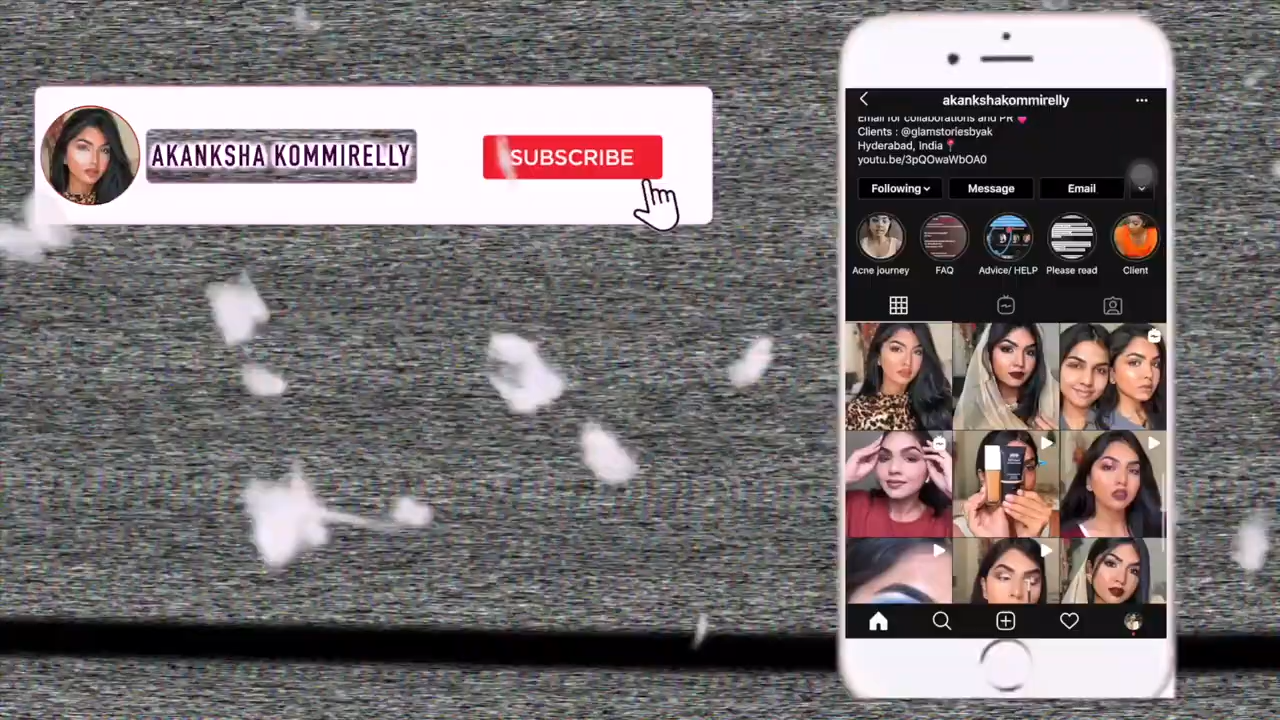 AKANKSHA KOMMIRELLY
SUBSCRIBE
akankshakommirelly
Email for collaborations and PR
Clients : @glamstoriesbyak
Hyderabad, India
youtu.be/3pQOwaWbOA0
Following
Message
Email
Acne journey
FAQ
Advice/ HELP
Please read
Client